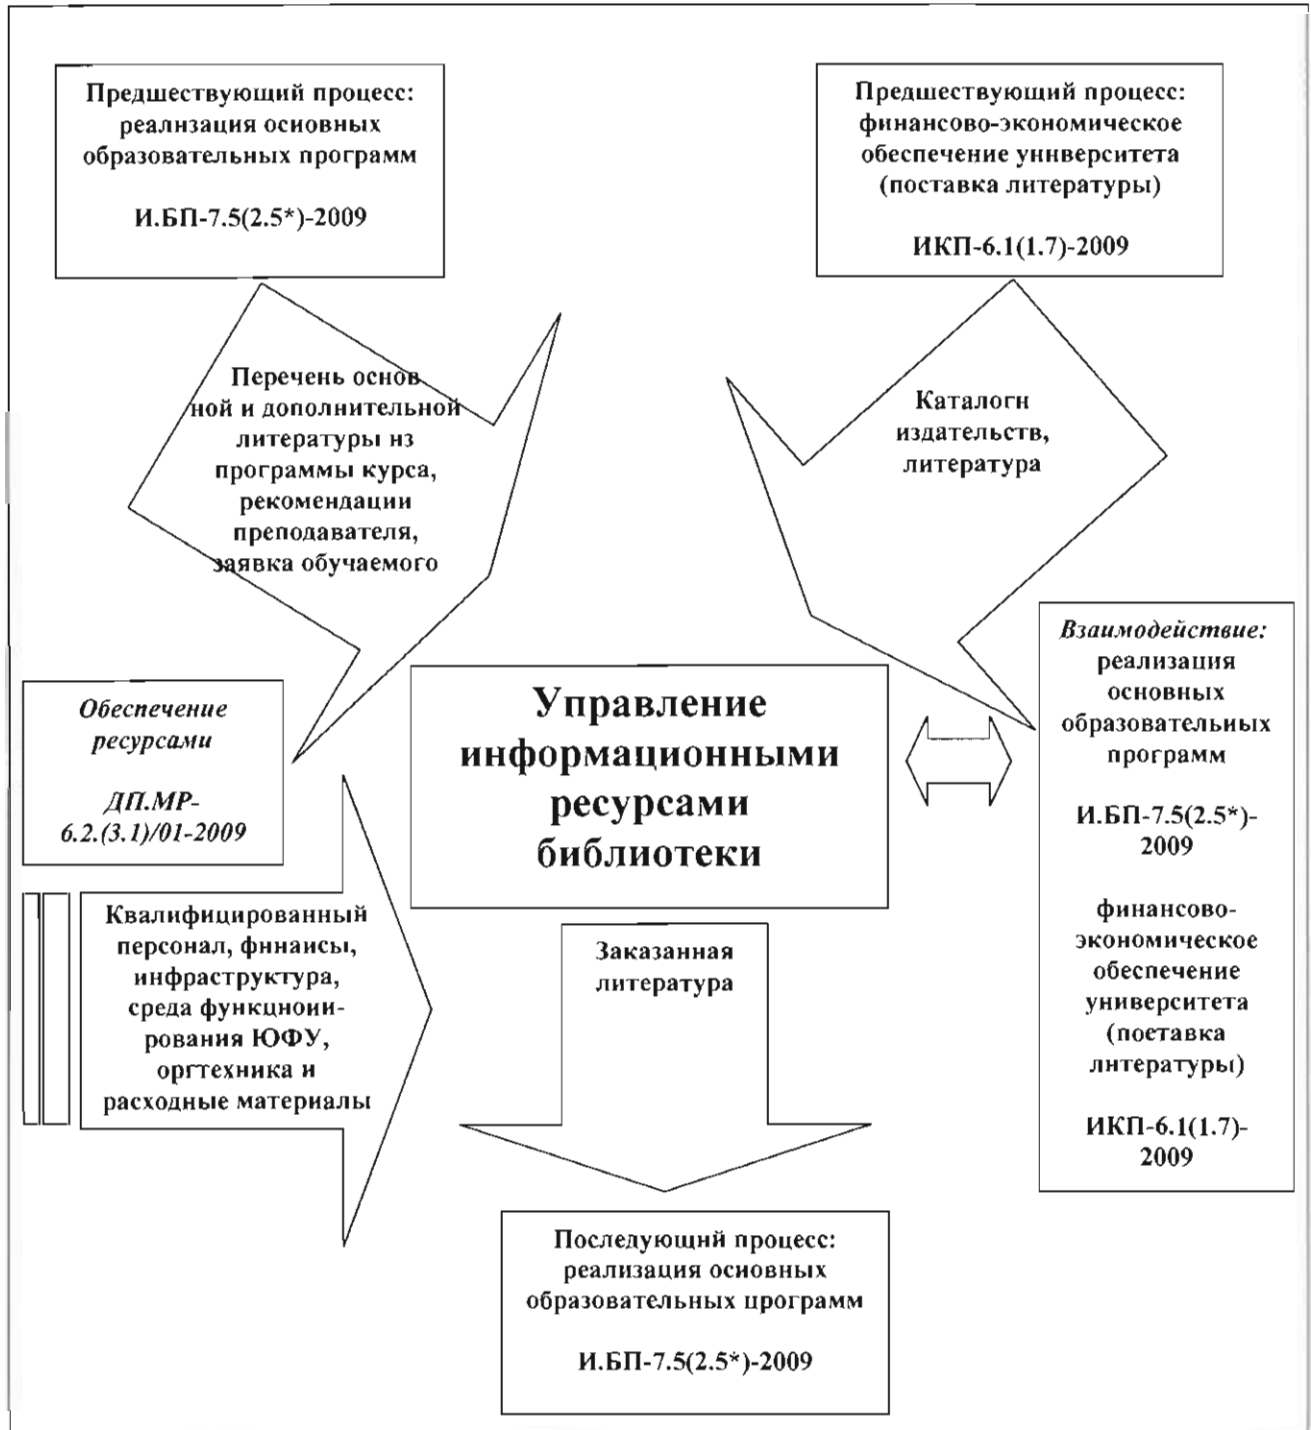 Предшествующий процесс:
реализация основных
образовательных программ
И.БП-7.5(2.5*)-2009
Предшествующий процесс:
финансово-экономическое
обеспечение университета
(поставка литературы)
ИКП-6.1(1.7)-2009
Перечень основ
ной и дополнительной
литературы из
программы курса,
рекомендации
преподавателя,
заявка обучаемого
Каталоги
издательств,
литература
Обеспечение
ресурсами
ДП.МР-
6.2.(3.1)/01-2009
Управление
информационными
ресурсами
библиотеки
Взаимодействие:
реализация
основных
образовательных
программ
И.БП-7.5(2.5*)-
2009
финансово-
экономическое
обеспечение
университета
(поставка
литературы)
ИКП-6.1(1.7)-
2009
Квалифицированный
персонал, финансы,
инфраструктура,
среда функциони-
рования ЮФУ,
оргтехника и
расходные материалы
Заказанная
литература
Последующий процесс:
реализация основных
образовательных программ
И.БП-7.5(2.5*)-2009